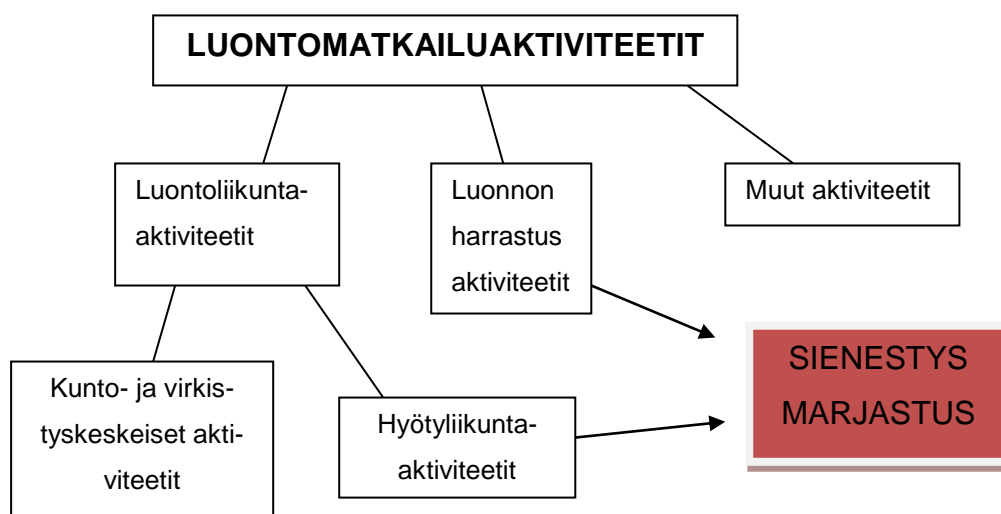 LUONTOMATKAILUAKTIVITEETIT
Luontoliikunta-
aktiviteetit
Luonnon
harrastus
aktiviteetit
Muut aktiviteetit
Kunto- ja virkis-
tyskeskeiset akti-
viteetit
Hyötyliikunta-
aktiviteetit
SIENESTYS
MARJASTUS